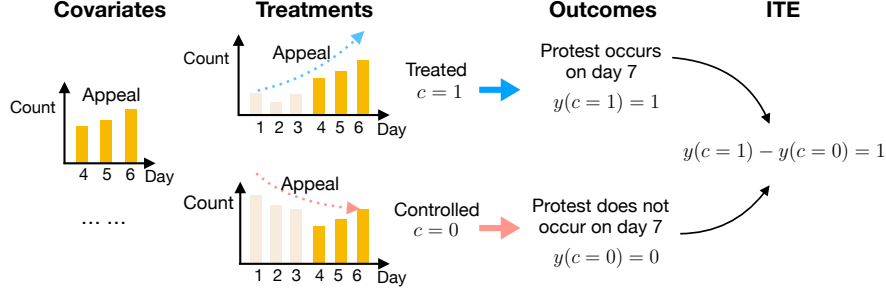 Covariates
Treatments
Outcomes
ITE
Count
Appeal
4 5 6 Day
... ...
Count
Appeal
1 2 3 4 5 6 Day
Treated
c = 1
Protest occurs
on day 7
y(c = 1) = 1
Count
Appeal
1 2 3 4 5 6 Day
Controlled
c = 0
Protest does not
occur on day 7
y(c = 0) = 0
y(c = 1) − y(c = 0) = 1